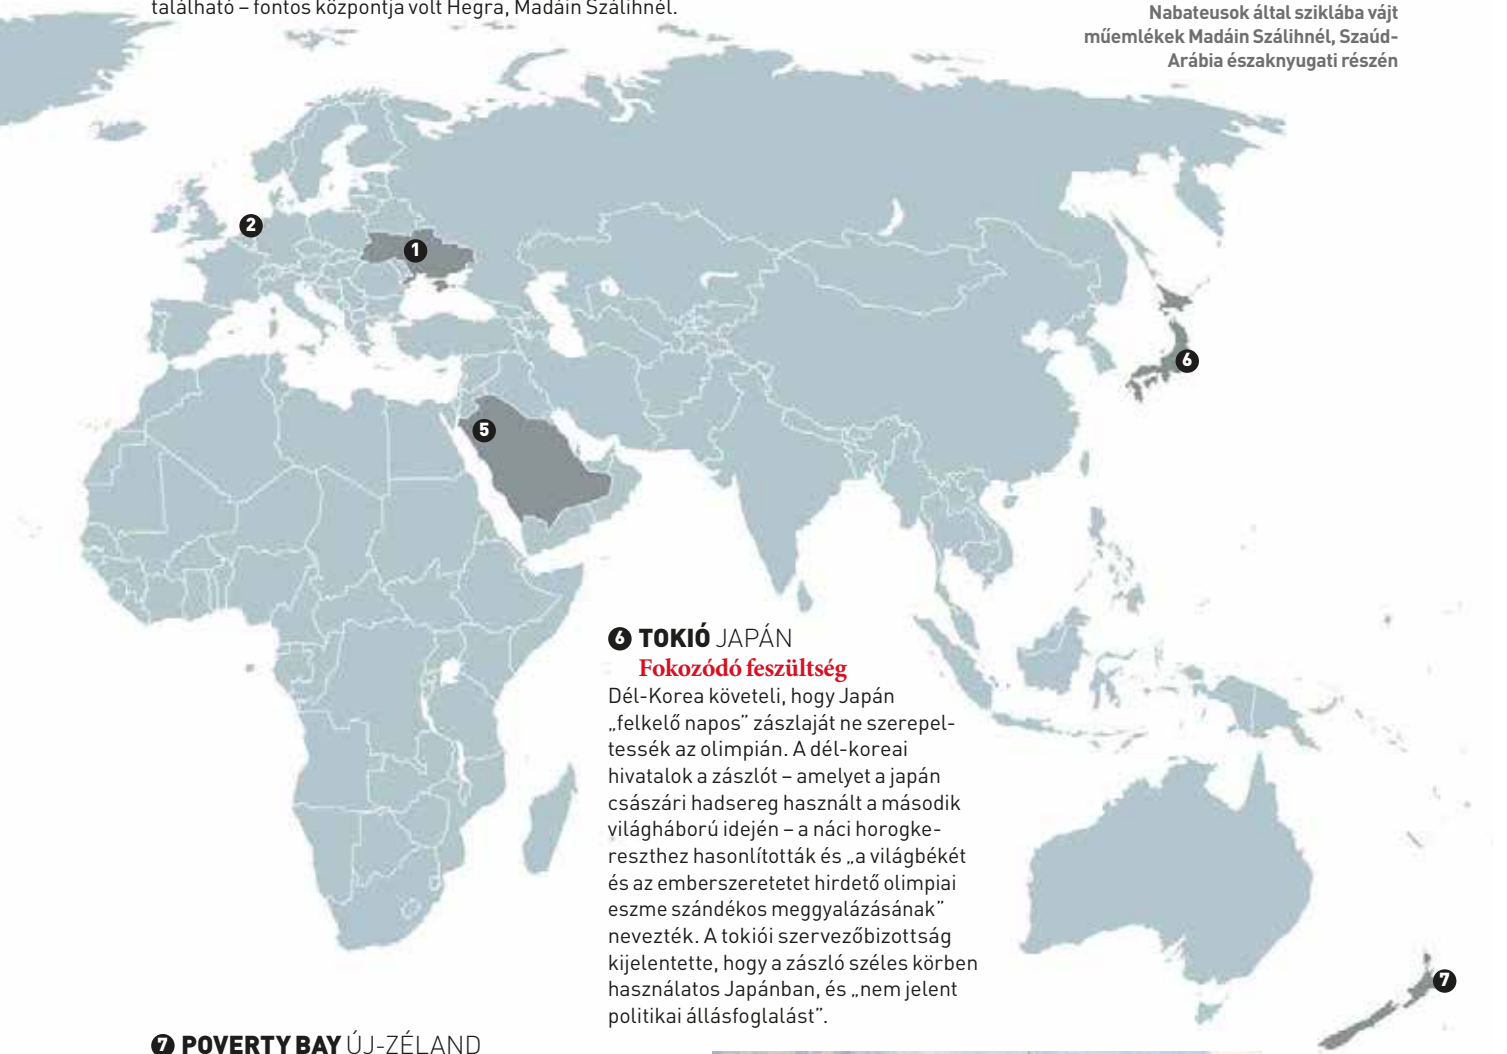 található – fontos központja volt Hegra, Madáin Szálihnél.
Nabateusok által sziklába vájt
műemlékek Madáin Szálihnél, Szaúd-
Arábia északnyugati részén
2
1
6
5
6 TOKIÓ JAPÁN
Fokozódó feszültség
Dél-Korea követeli, hogy Japán
„felkelő napos” zászlaját ne szerepel-
tessék az olimpián. A dél-koreai
hivatalok a zászlót – amelyet a japán
császári hadsereg használt a második
világháború idején – a náci horogke-
reszthez hasonlították és „a világbékét
és az emberszeretetet hirdető olimpiai
eszme szándékos meggyalázásának”
nevezték. A tokiói szervezőbizottság
kijelentette, hogy a zászló széles körben
használatos Japánban, és „nem jelent
politikai állásfoglalást”.
7
7 POVERTY BAY ÚJ-ZÉLAND